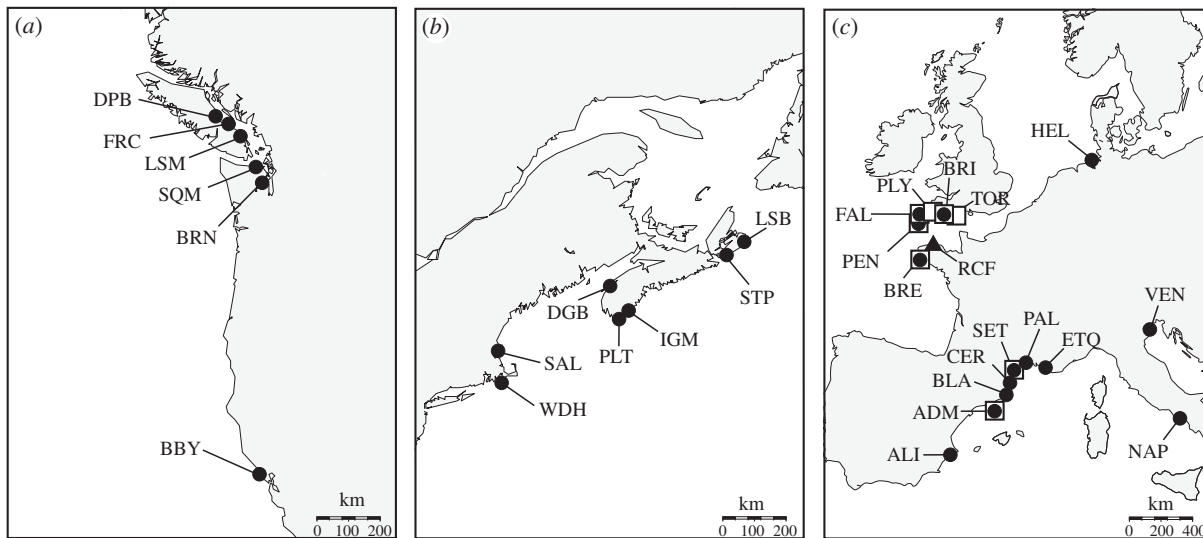 (a)
DPB
FRC
LSM
SQM
BRN
BBY
km
0 100 200
(b)
LSB
STP
DGB
IGM
PLT
SAL
WDH
km
0 100 200
(c)
HEL
BRI
PLY
TOR
FAL
PEN
RCF
BRE
VEN
SET
PAL
ETQ
CER
BLA
ADM
NAP
ALI
km
0 200 400